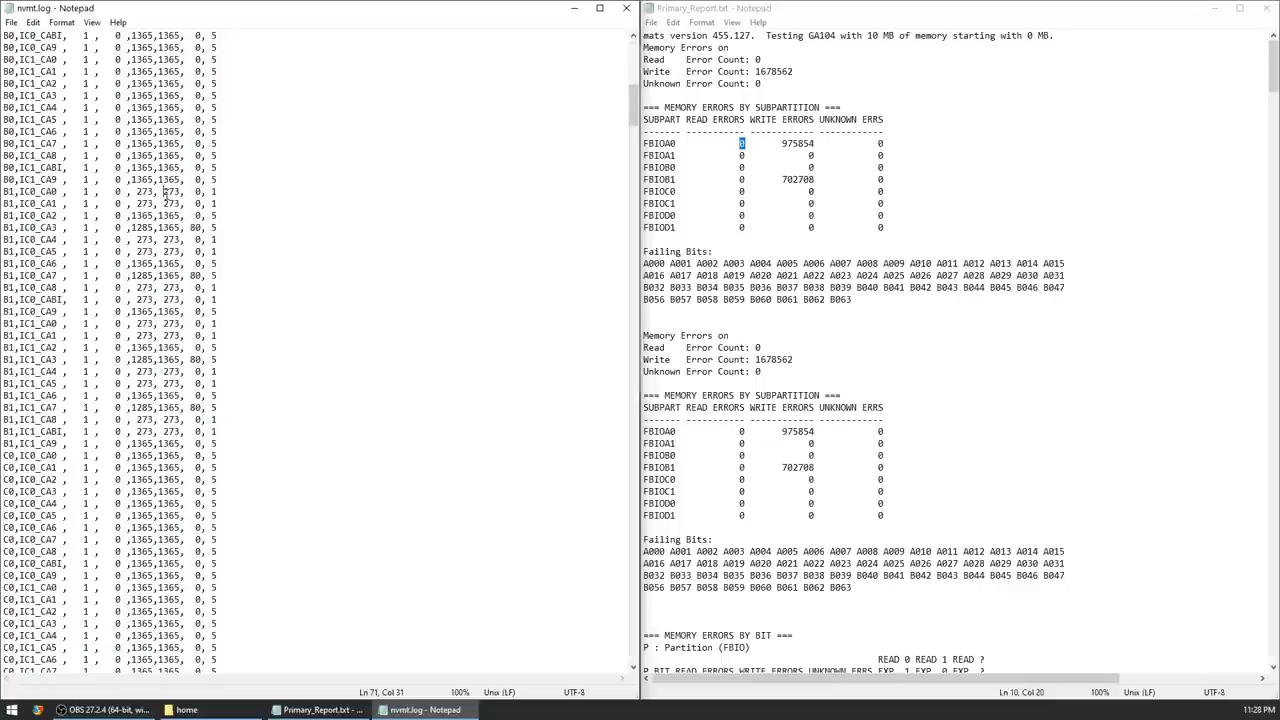 nvmt.log - Notepad
File Edit Format View Help
B0,IC0_CABI, 1 , 0 ,1365,1365, 0, 5
B0,IC0_CA9 , 1 , 0 ,1365,1365, 0, 5
B0,IC1_CA0 , 1 , 0 ,1365,1365, 0, 5
B0,IC1_CA1 , 1 , 0 ,1365,1365, 0, 5
B0,IC1_CA2 , 1 , 0 ,1365,1365, 0, 5
B0,IC1_CA3 , 1 , 0 ,1365,1365, 0, 5
B0,IC1_CA4 , 1 , 0 ,1365,1365, 0, 5
B0,IC1_CA5 , 1 , 0 ,1365,1365, 0, 5
B0,IC1_CA6 , 1 , 0 ,1365,1365, 0, 5
B0,IC1_CA7 , 1 , 0 ,1365,1365, 0, 5
B0,IC1_CA8 , 1 , 0 ,1365,1365, 0, 5
B0,IC1_CABI, 1 , 0 ,1365,1365, 0, 5
B0,IC1_CA9 , 1 , 0 ,1365,1365, 0, 5
B1,IC0_CA0 , 1 , 0 , 273, 273, 0, 1
B1,IC0_CA1 , 1 , 0 , 273, 273, 0, 1
B1,IC0_CA2 , 1 , 0 ,1365,1365, 0, 5
B1,IC0_CA3 , 1 , 0 ,1285,1365, 80, 5
B1,IC0_CA4 , 1 , 0 , 273, 273, 0, 1
B1,IC0_CA5 , 1 , 0 , 273, 273, 0, 1
B1,IC0_CA6 , 1 , 0 ,1365,1365, 0, 5
B1,IC0_CA7 , 1 , 0 ,1285,1365, 80, 5
B1,IC0_CA8 , 1 , 0 , 273, 273, 0, 1
B1,IC0_CABI, 1 , 0 , 273, 273, 0, 1
B1,IC0_CA9 , 1 , 0 ,1365,1365, 0, 5
B1,IC1_CA0 , 1 , 0 , 273, 273, 0, 1
B1,IC1_CA1 , 1 , 0 , 273, 273, 0, 1
B1,IC1_CA2 , 1 , 0 ,1365,1365, 0, 5
B1,IC1_CA3 , 1 , 0 ,1285,1365, 80, 5
B1,IC1_CA4 , 1 , 0 , 273, 273, 0, 1
B1,IC1_CA5 , 1 , 0 , 273, 273, 0, 1
B1,IC1_CA6 , 1 , 0 ,1365,1365, 0, 5
B1,IC1_CA7 , 1 , 0 ,1285,1365, 80, 5
B1,IC1_CA8 , 1 , 0 , 273, 273, 0, 1
B1,IC1_CABI, 1 , 0 , 273, 273, 0, 1
B1,IC1_CA9 , 1 , 0 ,1365,1365, 0, 5
C0,IC0_CA0 , 1 , 0 ,1365,1365, 0, 5
C0,IC0_CA1 , 1 , 0 ,1365,1365, 0, 5
C0,IC0_CA2 , 1 , 0 ,1365,1365, 0, 5
C0,IC0_CA3 , 1 , 0 ,1365,1365, 0, 5
C0,IC0_CA4 , 1 , 0 ,1365,1365, 0, 5
C0,IC0_CA5 , 1 , 0 ,1365,1365, 0, 5
C0,IC0_CA6 , 1 , 0 ,1365,1365, 0, 5
C0,IC0_CA7 , 1 , 0 ,1365,1365, 0, 5
C0,IC0_CA8 , 1 , 0 ,1365,1365, 0, 5
C0,IC0_CABI, 1 , 0 ,1365,1365, 0, 5
C0,IC0_CA9 , 1 , 0 ,1365,1365, 0, 5
C0,IC1_CA0 , 1 , 0 ,1365,1365, 0, 5
C0,IC1_CA1 , 1 , 0 ,1365,1365, 0, 5
C0,IC1_CA2 , 1 , 0 ,1365,1365, 0, 5
C0,IC1_CA3 , 1 , 0 ,1365,1365, 0, 5
C0,IC1_CA4 , 1 , 0 ,1365,1365, 0, 5
C0,IC1_CA5 , 1 , 0 ,1365,1365, 0, 5
C0,IC1_CA6 , 1 , 0 ,1365,1365, 0, 5
C0,IC1_CA7 , 1 , 0 ,1365,1365, 0, 5
Ln 71, Col 31 100% Unix (LF) UTF-8
Primary_Report.txt - Notepad
File Edit Format View Help
mats version 455.127. Testing GA104 with 10 MB of memory starting with 0 MB.
Memory Errors on
Read Error Count: 0
Write Error Count: 1678562
Unknown Error Count: 0
=== MEMORY ERRORS BY SUBPARTITION ===
SUBPART READ ERRORS WRITE ERRORS UNKNOWN ERRS
------- ----------- ------------ ------------
FBIOA0 0 975854 0
FBIOA1 0 0 0
FBIOB0 0 0 0
FBIOB1 0 702708 0
FBIOC0 0 0 0
FBIOC1 0 0 0
FBIOD0 0 0 0
FBIOD1 0 0 0
Failing Bits:
A000 A001 A002 A003 A004 A005 A006 A007 A008 A009 A010 A011 A012 A013 A014 A015
A016 A017 A018 A019 A020 A021 A022 A023 A024 A025 A026 A027 A028 A029 A030 A031
B032 B033 B034 B035 B036 B037 B038 B039 B040 B041 B042 B043 B044 B045 B046 B047
B056 B057 B058 B059 B060 B061 B062 B063
Memory Errors on
Read Error Count: 0
Write Error Count: 1678562
Unknown Error Count: 0
=== MEMORY ERRORS BY SUBPARTITION ===
SUBPART READ ERRORS WRITE ERRORS UNKNOWN ERRS
------- ----------- ------------ ------------
FBIOA0 0 975854 0
FBIOA1 0 0 0
FBIOB0 0 0 0
FBIOB1 0 702708 0
FBIOC0 0 0 0
FBIOC1 0 0 0
FBIOD0 0 0 0
FBIOD1 0 0 0
Failing Bits:
A000 A001 A002 A003 A004 A005 A006 A007 A008 A009 A010 A011 A012 A013 A014 A015
A016 A017 A018 A019 A020 A021 A022 A023 A024 A025 A026 A027 A028 A029 A030 A031
B032 B033 B034 B035 B036 B037 B038 B039 B040 B041 B042 B043 B044 B045 B046 B047
B056 B057 B058 B059 B060 B061 B062 B063
=== MEMORY ERRORS BY BIT ===
P : Partition (FBIO)
READ 0 READ 1 READ ?
P BIT READ ERRORS WRITE ERRORS UNKNOWN ERRS EXP 1 EXP 0 EXP ?
Ln 10, Col 20 100% Unix (LF) UTF-8
OBS 27.2.4 (64-bit, wi...
home
Primary_Report.txt - ...
nvmt.log - Notepad
11:28 PM